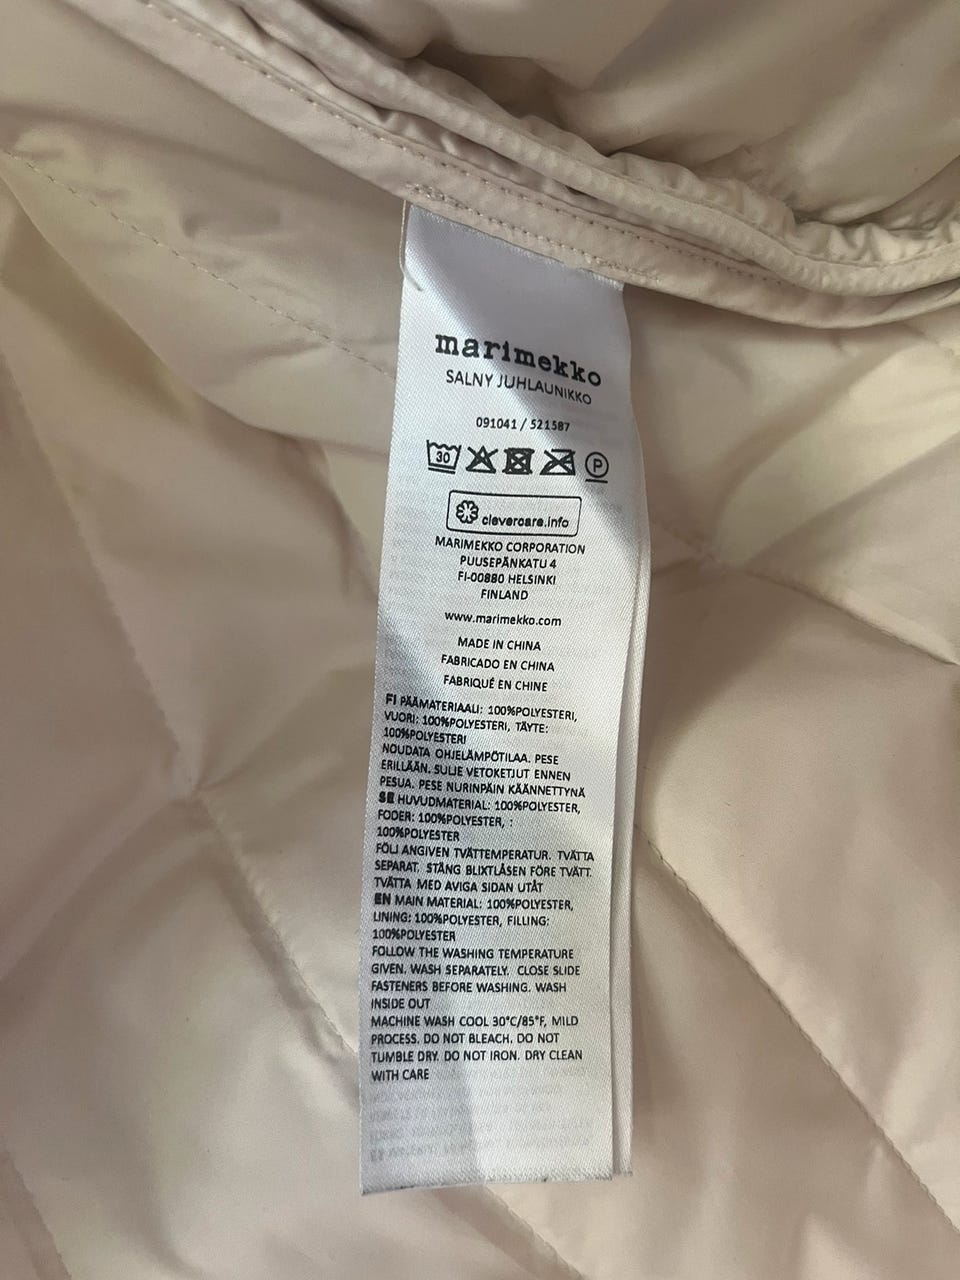 marimekko
SALNY JUHLAUNIKKO
091041 / 521587
30 P
clevercare.info
MARIMEKKO CORPORATION
PUUSEPÄNKATU 4
FI-00880 HELSINKI
FINLAND
www.marimekko.com
MADE IN CHINA
FABRICADO EN CHINA
FABRIQUÉ EN CHINE
FI PÄÄMATERIAALI: 100%POLYESTERI,
VUORI: 100%POLYESTERI, TÄYTE:
100%POLYESTERI
NOUDATA OHJELÄMPÖTILAA. PESE
ERILLÄÄN. SULJE VETOKETJUT ENNEN
PESUA. PESE NURINPÄIN KÄÄNNETTYNÄ
SE HUVUDMATERIAL: 100%POLYESTER,
FODER: 100%POLYESTER, :
100%POLYESTER
FÖLJ ANGIVEN TVÄTTEMPERATUR. TVÄTTA
SEPARAT. STÄNG BLIXTLÅSEN FÖRE TVÄTT.
TVÄTTA MED AVIGA SIDAN UTÅT
EN MAIN MATERIAL: 100%POLYESTER,
LINING: 100%POLYESTER, FILLING:
100%POLYESTER
FOLLOW THE WASHING TEMPERATURE
GIVEN. WASH SEPARATELY. CLOSE SLIDE
FASTENERS BEFORE WASHING. WASH
INSIDE OUT
MACHINE WASH COOL 30°C/85°F, MILD
PROCESS. DO NOT BLEACH. DO NOT
TUMBLE DRY. DO NOT IRON. DRY CLEAN
WITH CARE